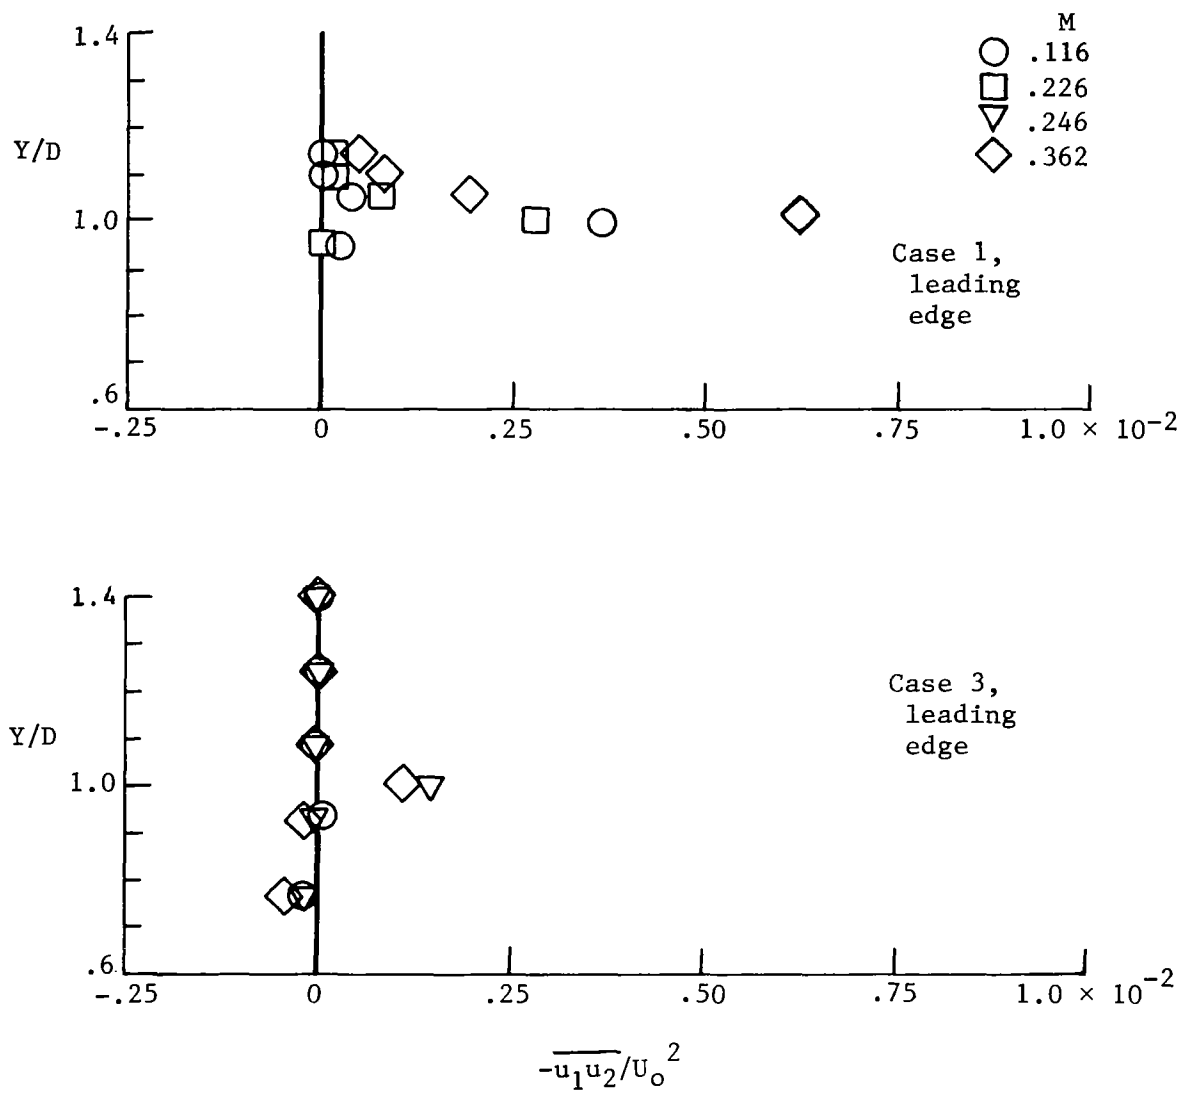 M
.116
.226
.246
.362
1.4
Y/D
1.0
.6
Case 1,
leading
edge
-.25 0 .25 .50 .75 1.0 × 10⁻²
1.4
Y/D
1.0
.6
Case 3,
leading
edge
-.25 0 .25 .50 .75 1.0 × 10⁻²
-u̅₁̅u̅₂̅/U₀²